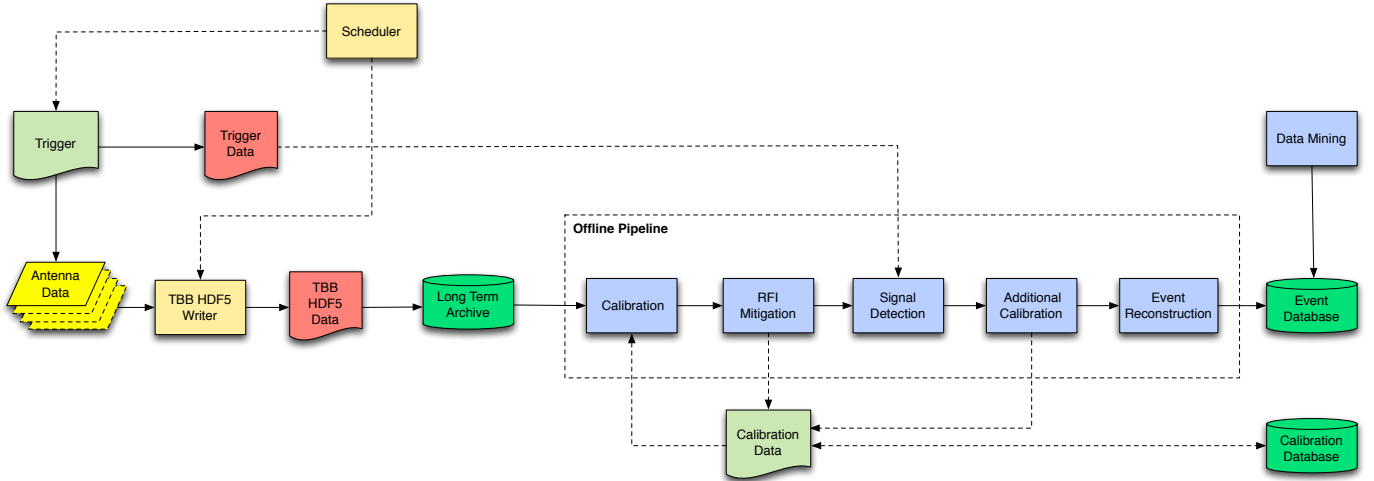 Scheduler
Trigger
Trigger
Data
Data Mining
Offline Pipeline
Antenna
Data
TBB HDF5
Writer
TBB
HDF5
Data
Long Term
Archive
Calibration
RFI
Mitigation
Signal
Detection
Additional
Calibration
Event
Reconstruction
Event
Database
Calibration
Data
Calibration
Database